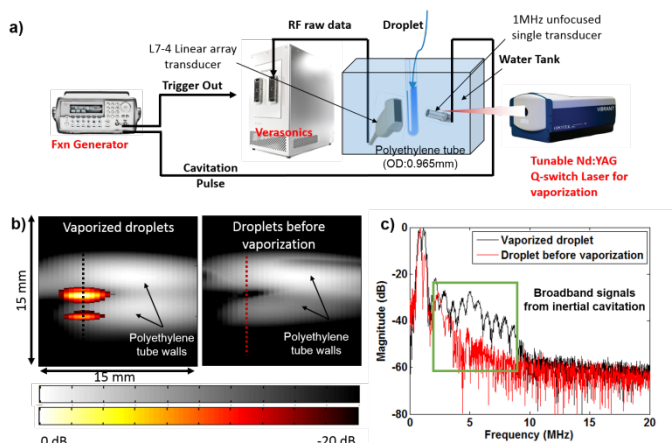 a)
RF raw data
Droplet
1MHz unfocused
single transducer
L7-4 Linear array
transducer
Water Tank
Trigger Out
Fxn Generator
Verasonics
Polyethylene tube
(OD:0.965mm)
Cavitation
Pulse
Tunable Nd:YAG
Q-switch Laser for
vaporization
b)
15 mm
Vaporized droplets
Droplets before
vaporization
Polyethylene
tube walls
Polyethylene
tube walls
15 mm
0 dB
-20 dB
c)
0
-20
-40
-60
-80
Magnitude (dB)
Vaporized droplet
Droplet before vaporization
Broadband signals
from inertial cavitation
0
5
10
15
20
Frequency (MHz)